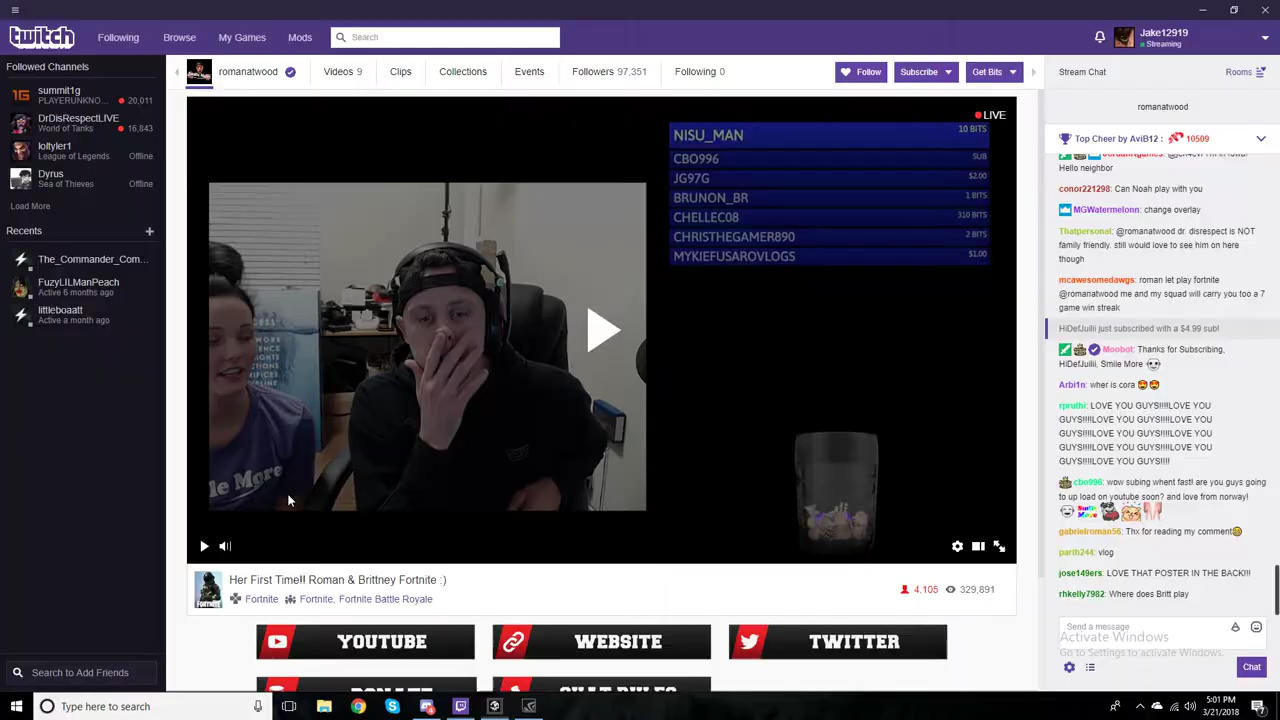 twitch
Following
Browse
My Games
Mods
Search
Jake12919
Streaming
Followed Channels
summit1g
PLAYERUNKNO...
20,011
DrDisRespectLIVE
World of Tanks
16,843
loltyler1
League of Legends
Offline
Dyrus
Sea of Thieves
Offline
Load More
Recents
The_Commander_Com...
FuzyLilManPeach
Active 6 months ago
littleboaatt
Active a month ago
Search to Add Friends
romanatwood
Videos 9
Clips
Collections
Events
Followers 97,351
Following 0
Follow
Subscribe
Get Bits
LIVE
NISU_MAN 10 BITS
CBO996 SUB
JG97G $2.00
BRUNON_BR 1 BITS
CHELLEC08 310 BITS
CHRISTHEGAMER890 2 BITS
MYKIEFUSAROVLOGS $1.00
Her First Time!! Roman & Brittney Fortnite :)
Fortnite
Fortnite, Fortnite Battle Royale
4,105
329,891
YOUTUBE
WEBSITE
TWITTER
DONATE
CHAT RULES
Stream Chat
Rooms
romanatwood
Top Cheer by AviB12 : 10509
Hello neighbor
conor221298: Can Noah play with you
MGWatermelonn: change overlay
Thatpersonal: @romanatwood dr. disrespect is NOT
family friendly. still would love to see him on here
though
mcawesomedawgs: roman let play fortnite
@romanatwood me and my squad will carry you too a 7
game win streak
HiDefJuilii just subscribed with a $4.99 sub!
Moobot: Thanks for Subscribing,
HiDefJuilii, Smile More
Arbi1n: wher is cora
rpruthi: LOVE YOU GUYS!!!!LOVE YOU
GUYS!!!!LOVE YOU GUYS!!!!LOVE YOU
GUYS!!!!LOVE YOU GUYS!!!!LOVE YOU
GUYS!!!!LOVE YOU GUYS!!!!LOVE YOU
GUYS!!!!LOVE YOU GUYS!!!!
cbo996: wow subing whent fast! are you guys going
to up load on youtube soon? and love from norway!
gabrielroman56: Thx for reading my comment
parth244: vlog
jose149ers: LOVE THAT POSTER IN THE BACK!!!
rhkelly7982: Where does Britt play
Send a message
Activate Windows
Go to Settings to activate Windows.
Chat
Type here to search
5:01 PM
3/21/2018